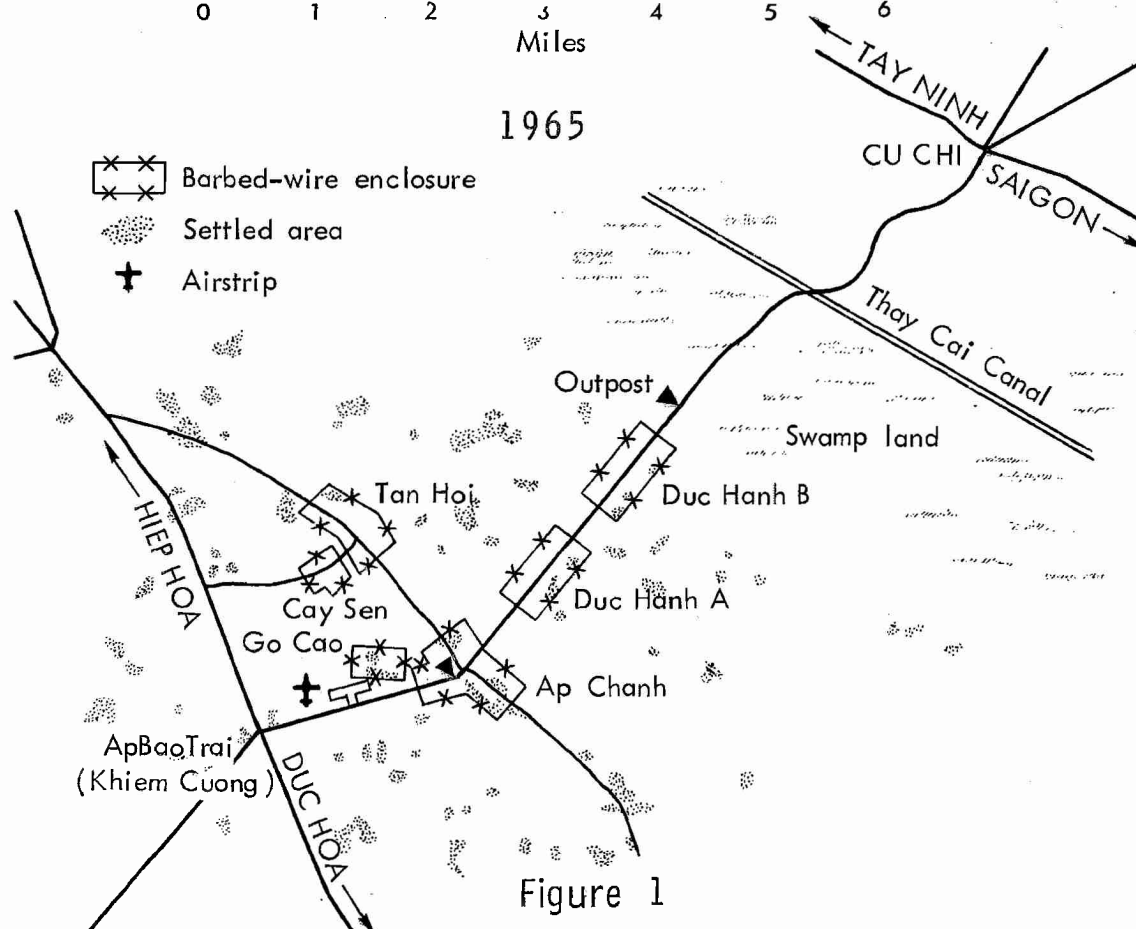 0 1 2 3 4 5 6
Miles
1965
TAY NINH
CU CHI
SAIGON
Barbed-wire enclosure
Settled area
Airstrip
Thay Cai Canal
Outpost
Swamp land
Tan Hoi
Duc Hanh B
HIEP HOA
Cay Sen
Duc Hanh A
Go Cao
Ap Chanh
ApBaoTrai
(Khiem Cuong)
DUC HOA
Figure 1